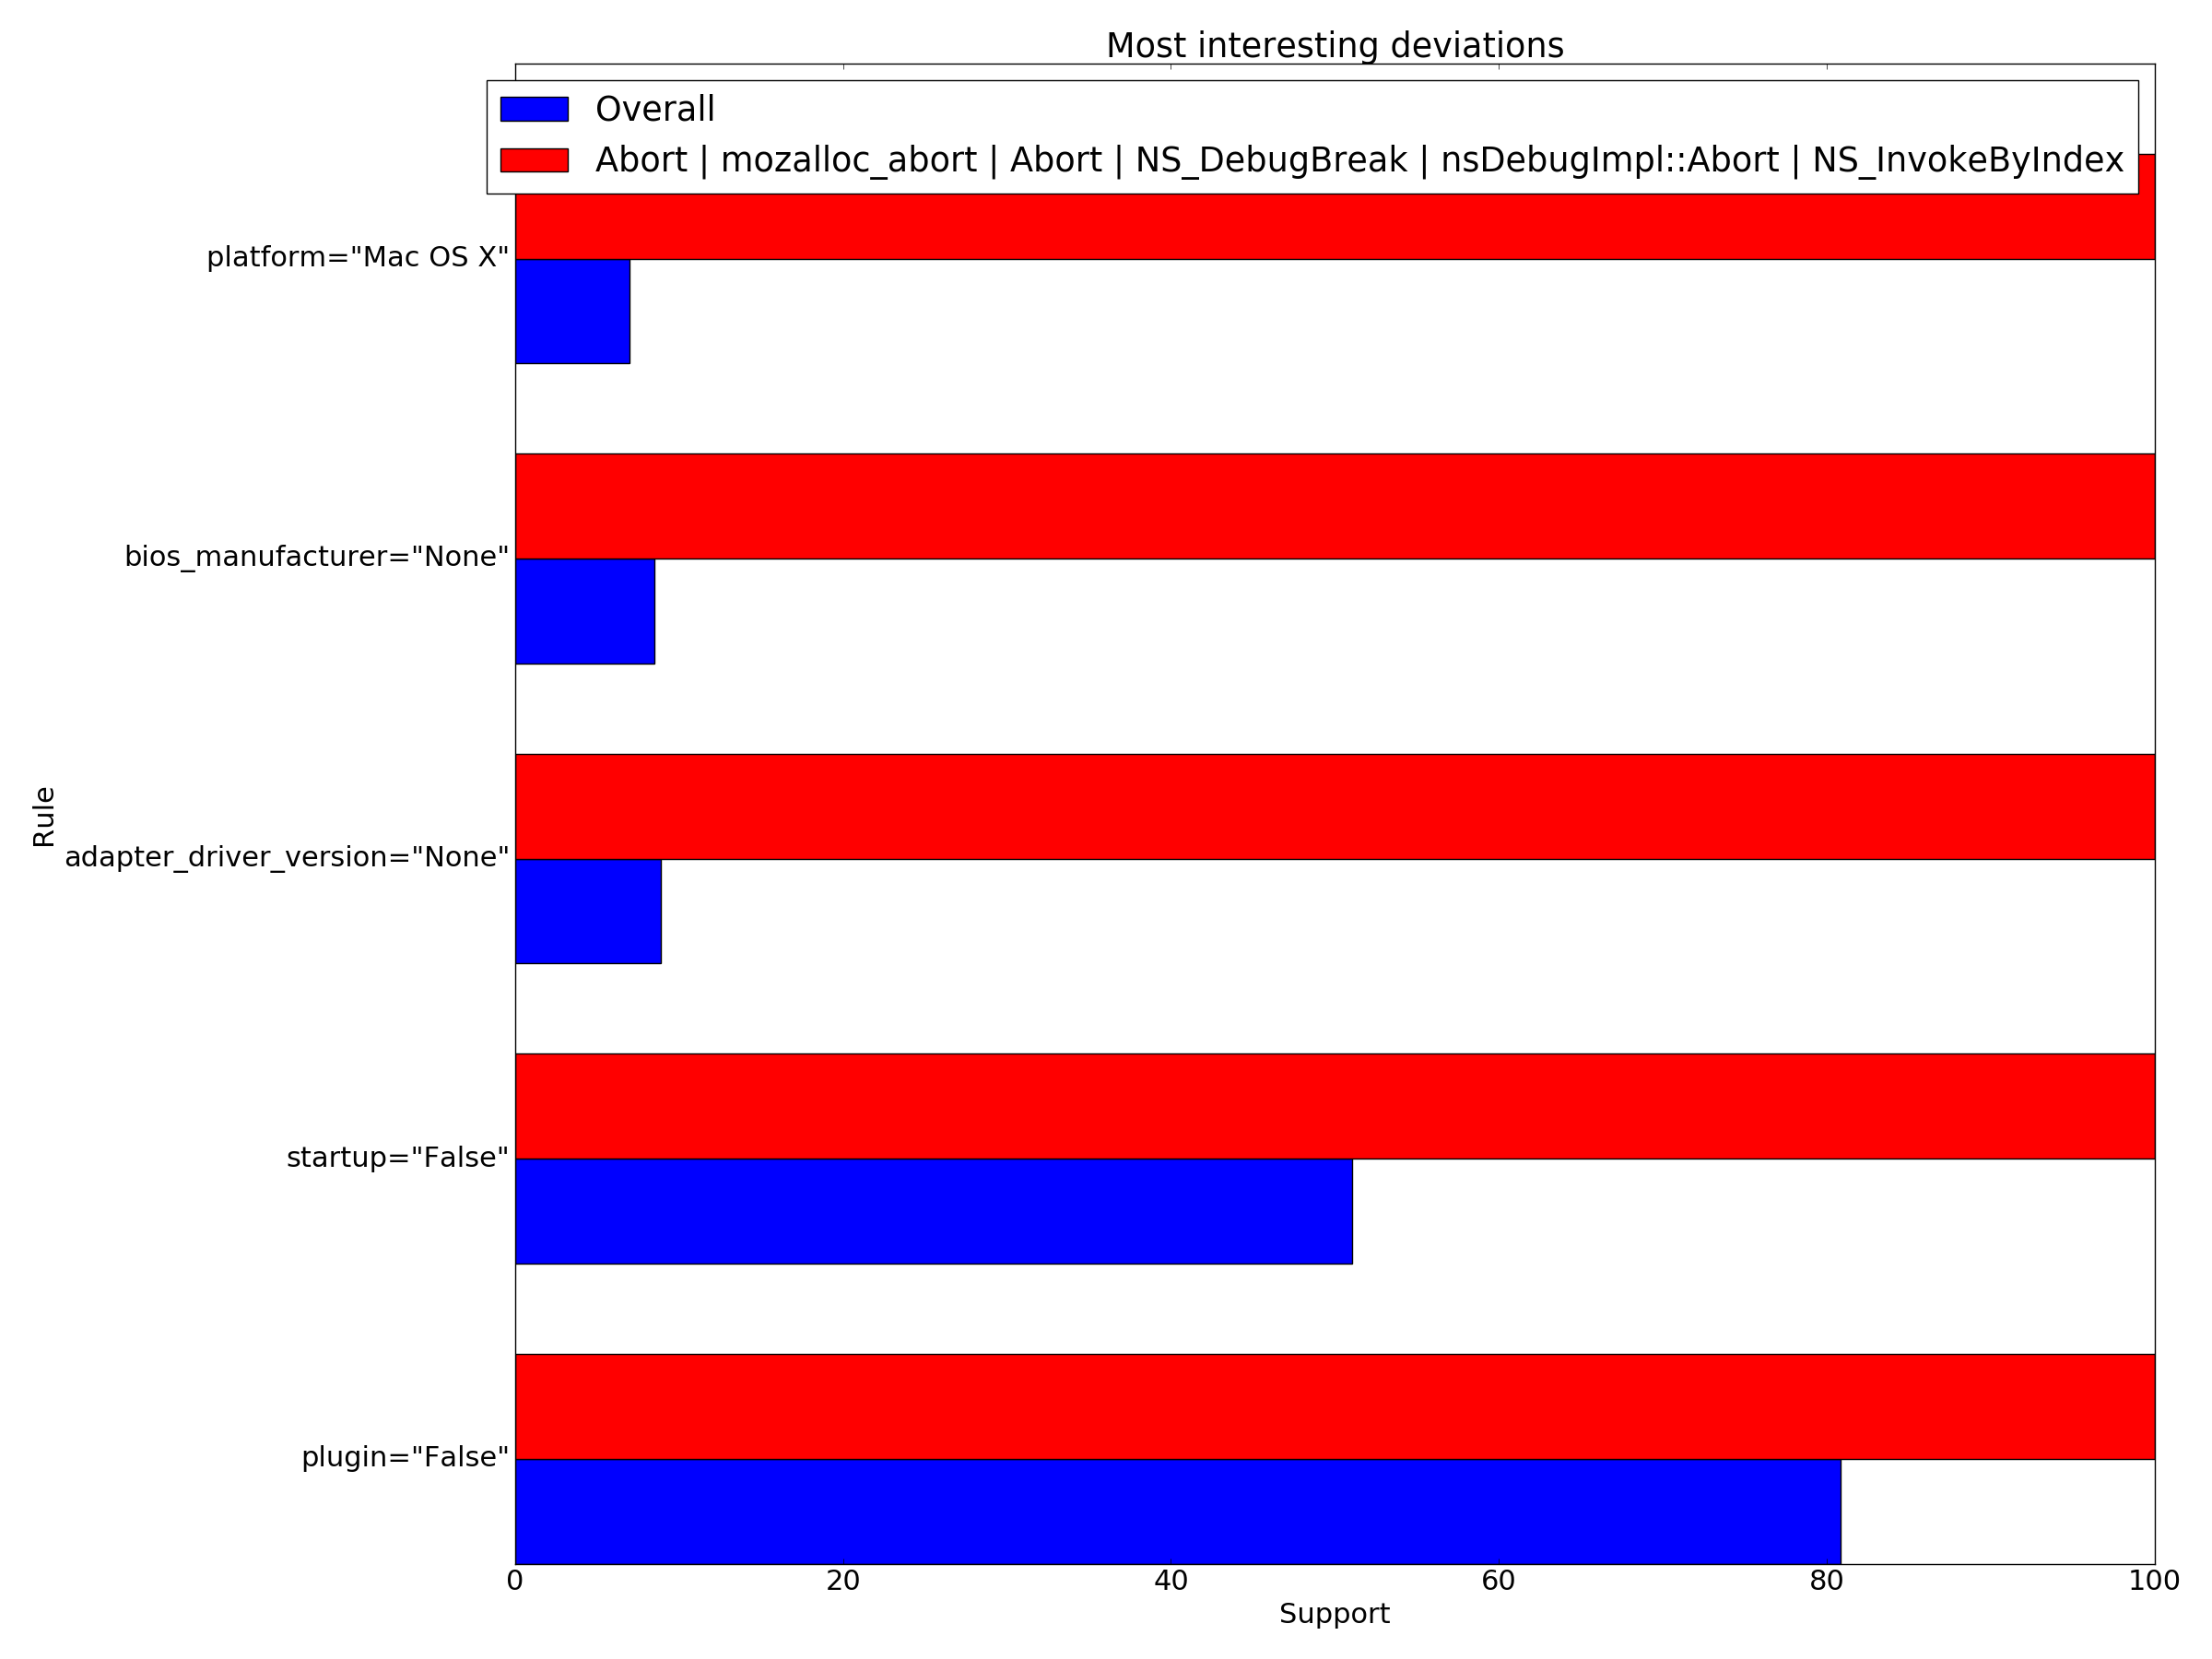 Most interesting deviations
Overall
Abort | mozalloc_abort | Abort | NS_DebugBreak | nsDebugImpl::Abort | NS_InvokeByIndex
platform="Mac OS X"
bios_manufacturer="None"
adapter_driver_version="None"
startup="False"
plugin="False"
Rule
0 20 40 60 80 100
Support